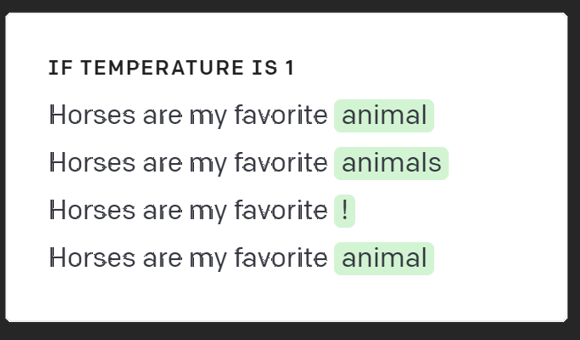 IF TEMPERATURE IS 1
Horses are my favorite animal
Horses are my favorite animals
Horses are my favorite !
Horses are my favorite animal